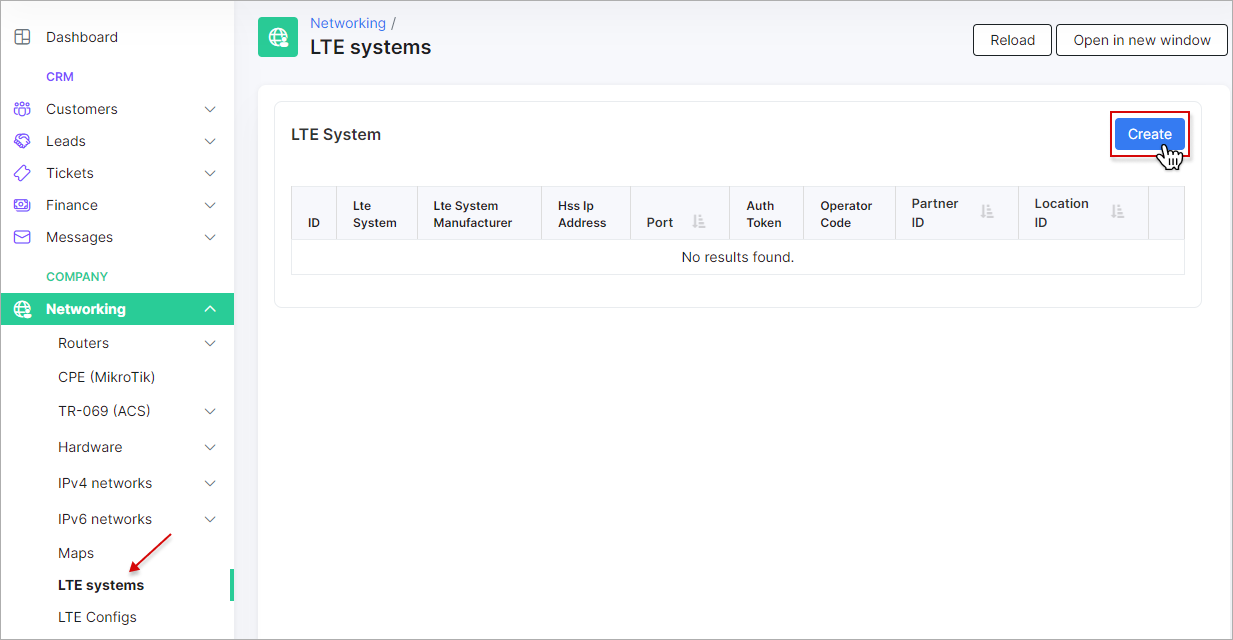 Dashboard
CRM
Customers
Leads
Tickets
Finance
Messages
COMPANY
Networking
Routers
CPE (MikroTik)
TR-069 (ACS)
Hardware
IPv4 networks
IPv6 networks
Maps
LTE systems
LTE Configs
Networking /
LTE systems
Reload
Open in new window
LTE System
Create
ID
Lte
System
Lte System
Manufacturer
Hss Ip
Address
Port
Auth
Token
Operator
Code
Partner
ID
Location
ID
No results found.